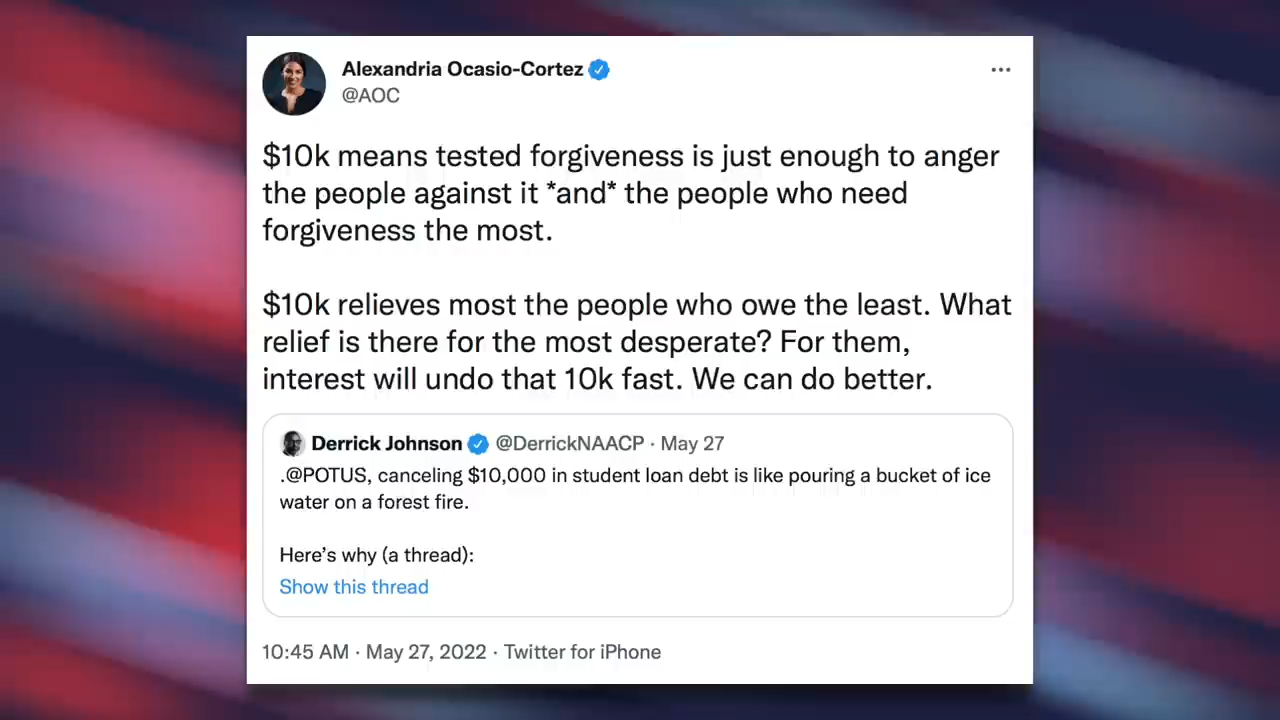 Alexandria Ocasio-Cortez
@AOC
$10k means tested forgiveness is just enough to anger
the people against it *and* the people who need
forgiveness the most.
$10k relieves most the people who owe the least. What
relief is there for the most desperate? For them,
interest will undo that 10k fast. We can do better.
Derrick Johnson @DerrickNAACP · May 27
.@POTUS, canceling $10,000 in student loan debt is like pouring a bucket of ice
water on a forest fire.
Here’s why (a thread):
Show this thread
10:45 AM · May 27, 2022 · Twitter for iPhone